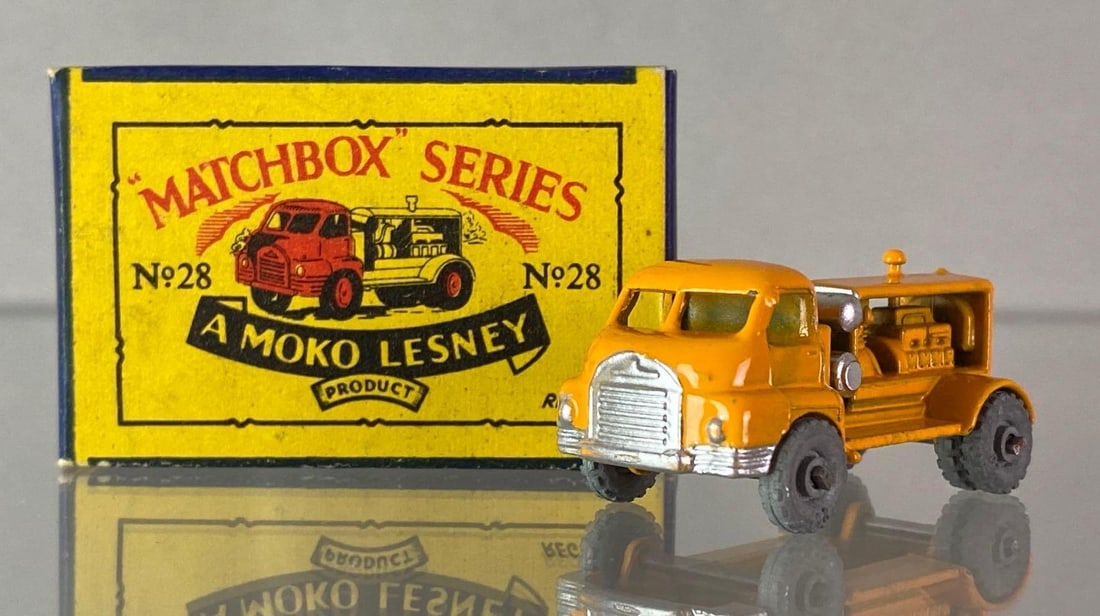 "MATCHBOX" SERIES
Nº28 Nº28
A MOKO LESNEY
PRODUCT